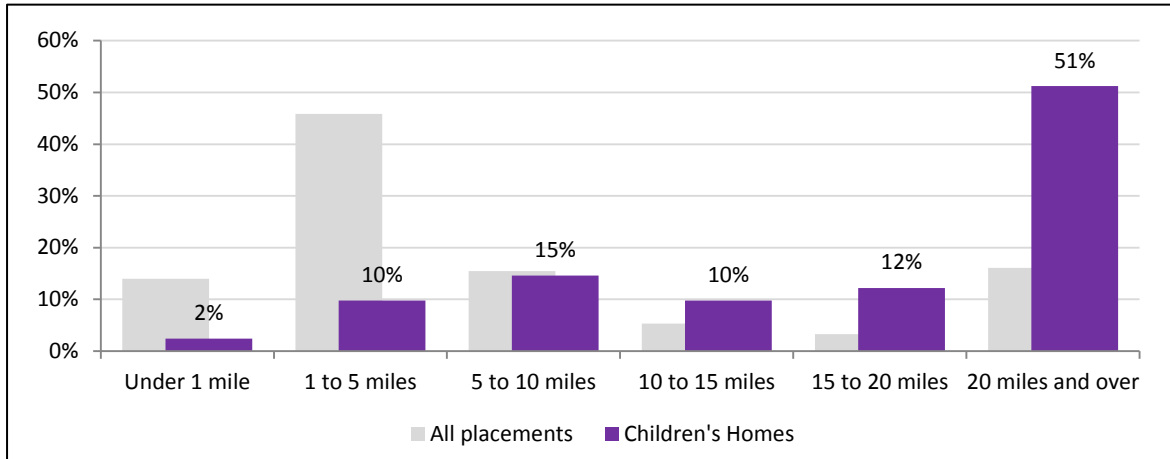 60%
50%
40%
30%
20%
10%
0%
2%
10%
15%
10%
12%
51%
Under 1 mile
1 to 5 miles
5 to 10 miles
10 to 15 miles
15 to 20 miles
20 miles and over
All placements
Children's Homes